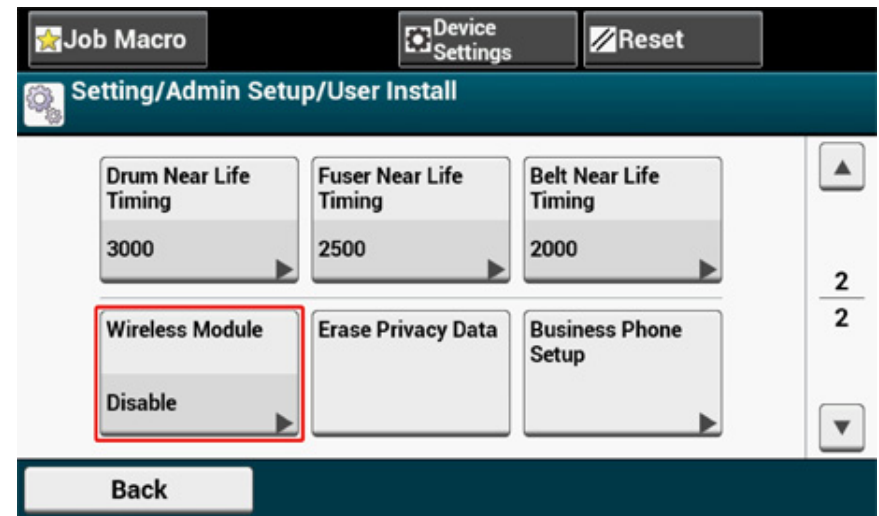 Job Macro
Device
Settings
Reset
Setting/Admin Setup/User Install
Drum Near Life
Timing
3000
Fuser Near Life
Timing
2500
Belt Near Life
Timing
2000
2
2
Wireless Module
Disable
Erase Privacy Data
Business Phone
Setup
Back